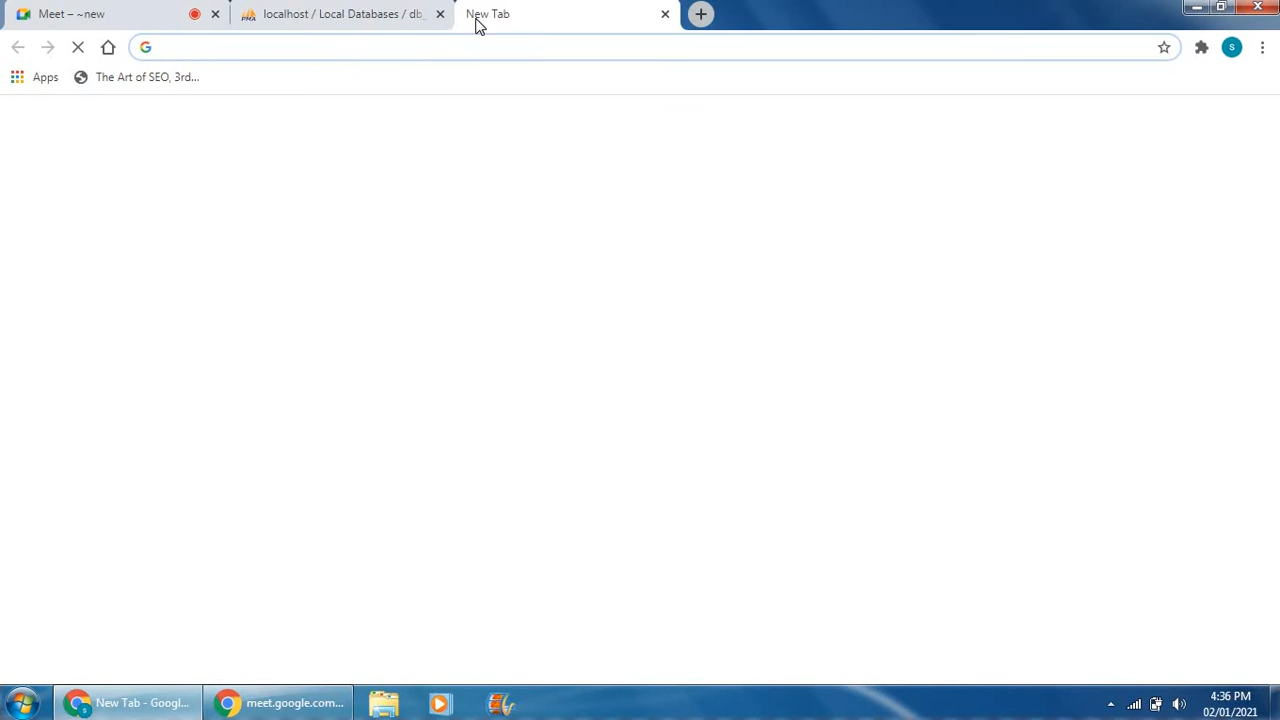 Meet – ~new
localhost / Local Databases / db_
New Tab
Apps
The Art of SEO, 3rd...
S
New Tab - Googl...
meet.google.com...
4:36 PM
02/01/2021